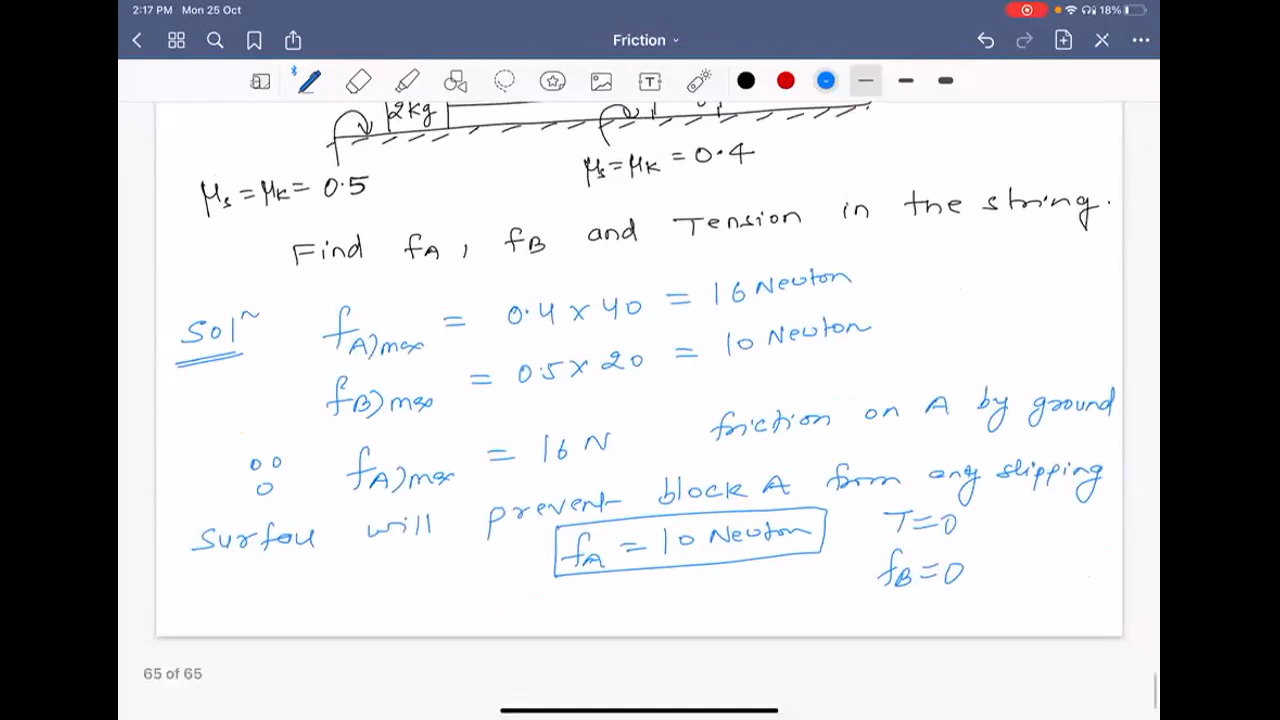 2:17 PM Mon 25 Oct
18%
Friction
T
2kg
μs = μk = 0.4
μs = μk = 0.5
Find fA, fB and Tension in the string.
Solⁿ fA)max = 0.4 x 40 = 16 Newton
fB)max = 0.5 x 20 = 10 Newton
∵ fA)max = 16 N friction on A by ground
surface will prevent block A from any slipping
fA = 10 Newton
T=0
fB=0
65 of 65